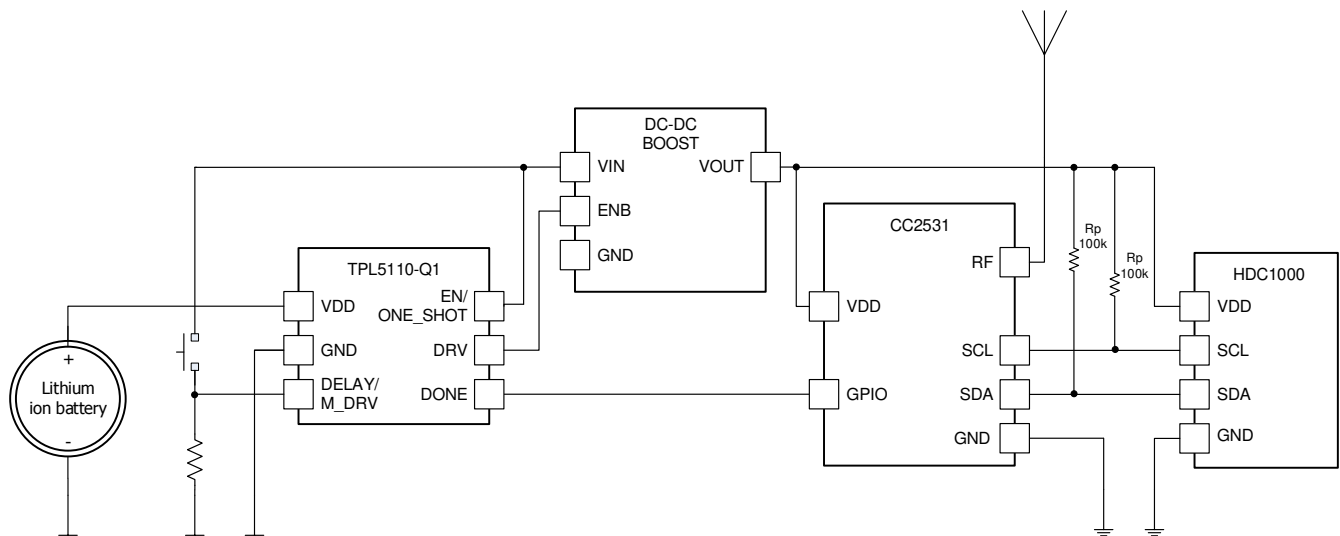 DC-DC
BOOST
VIN
VOUT
ENB
GND
TPL5110-Q1
VDD
EN/
ONE_SHOT
GND
DRV
DELAY/
M_DRV
DONE
+
Lithium
ion battery
-
CC2531
RF
VDD
SCL
GPIO
SDA
GND
Rp
100k
Rp
100k
HDC1000
VDD
SCL
SDA
GND